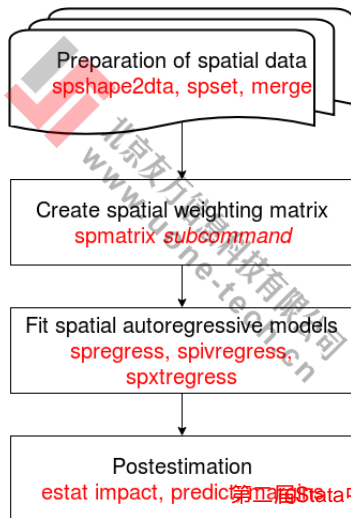 Preparation of spatial data
spshape2dta, spset, merge
Create spatial weighting matrix
spmatrix subcommand
Fit spatial autoregressive models
spregress, spivregress,
spxtregress
Postestimation
estat impact, predict, margins
第二届Stata中
北京友万信息科技有限公司
www.uone-tech.cn